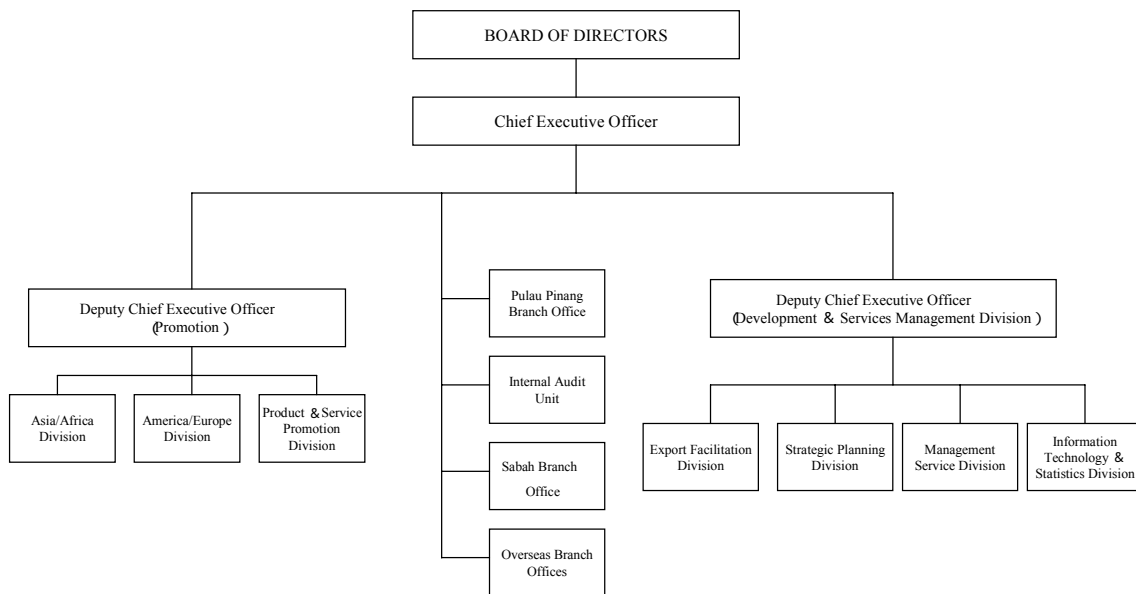 BOARD OF DIRECTORS
Chief Executive Officer
Deputy Chief Executive Officer
(Promotion)
Asia/Africa
Division
America/Europe
Division
Product & Service
Promotion
Division
Pulau Pinang
Branch Office
Internal Audit
Unit
Sabah Branch
Office
Overseas Branch
Offices
Deputy Chief Executive Officer
(Development & Services Management Division)
Export Facilitation
Division
Strategic Planning
Division
Management
Service Division
Information
Technology &
Statistics Division